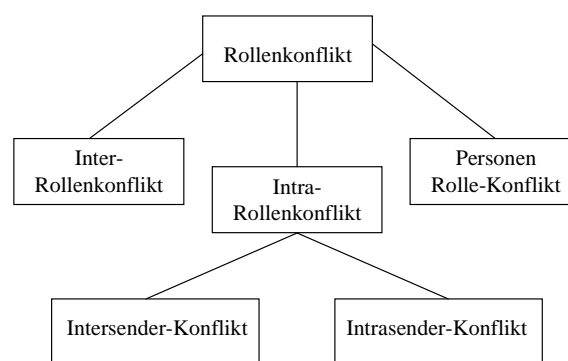 Rollenkonflikt
Inter-
Rollenkonflikt
Intra-
Rollenkonflikt
Personen
Rolle-Konflikt
Intersender-Konflikt
Intrasender-Konflikt